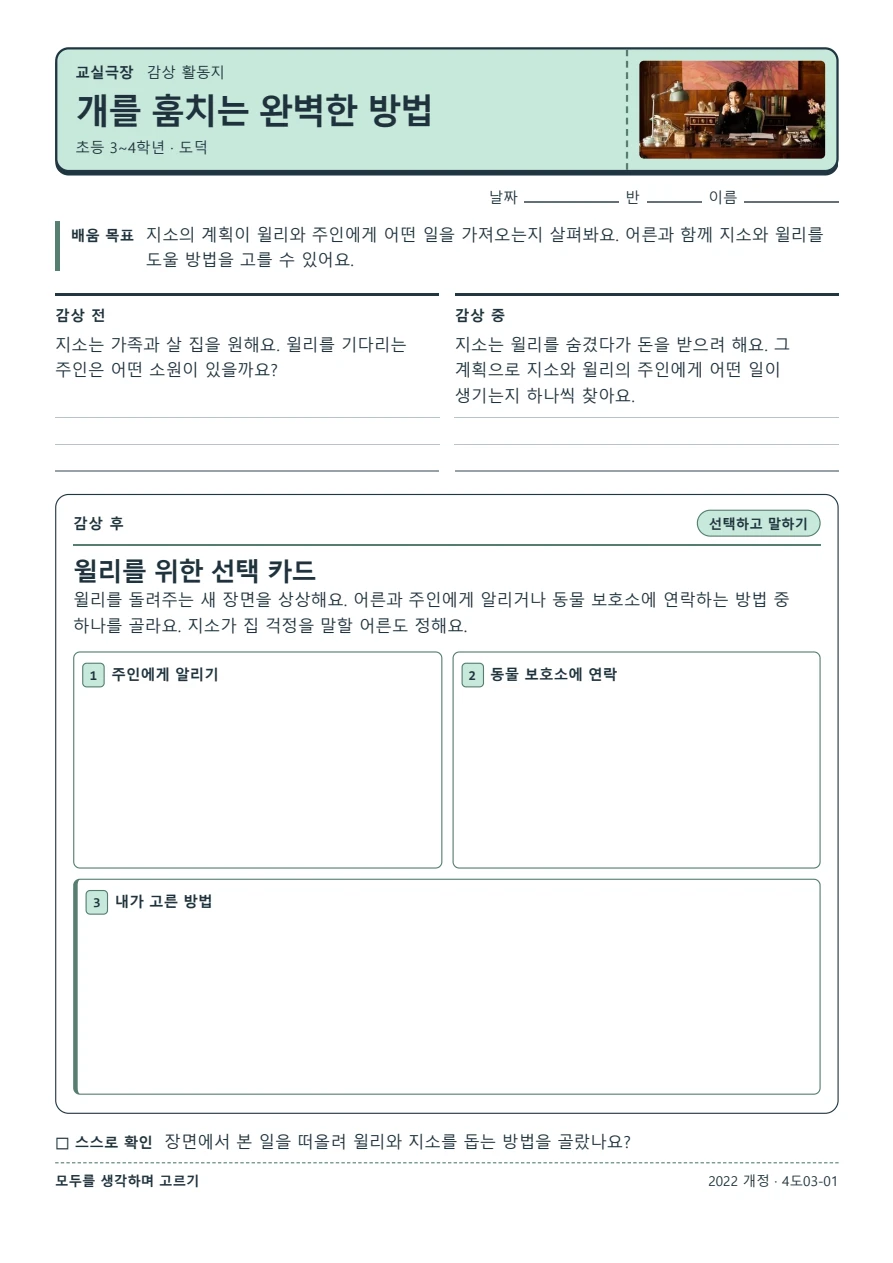 교실극장 감상 활동지
개를 훔치는 완벽한 방법
초등 3~4학년 · 도덕
날짜 반 이름
배움 목표 지소의 계획이 윌리와 주인에게 어떤 일을 가져오는지 살펴봐요. 어른과 함께 지소와 윌리를
도울 방법을 고를 수 있어요.
감상 전
지소는 가족과 살 집을 원해요. 윌리를 기다리는
주인은 어떤 소원이 있을까요?
감상 중
지소는 윌리를 숨겼다가 돈을 받으려 해요. 그
계획으로 지소와 윌리의 주인에게 어떤 일이
생기는지 하나씩 찾아요.
감상 후
선택하고 말하기
윌리를 위한 선택 카드
윌리를 돌려주는 새 장면을 상상해요. 어른과 주인에게 알리거나 동물 보호소에 연락하는 방법 중
하나를 골라요. 지소가 집 걱정을 말할 어른도 정해요.
1 주인에게 알리기
2 동물 보호소에 연락
3 내가 고른 방법
스스로 확인 장면에서 본 일을 떠올려 윌리와 지소를 돕는 방법을 골랐나요?
모두를 생각하며 고르기
2022 개정 · 4도03-01